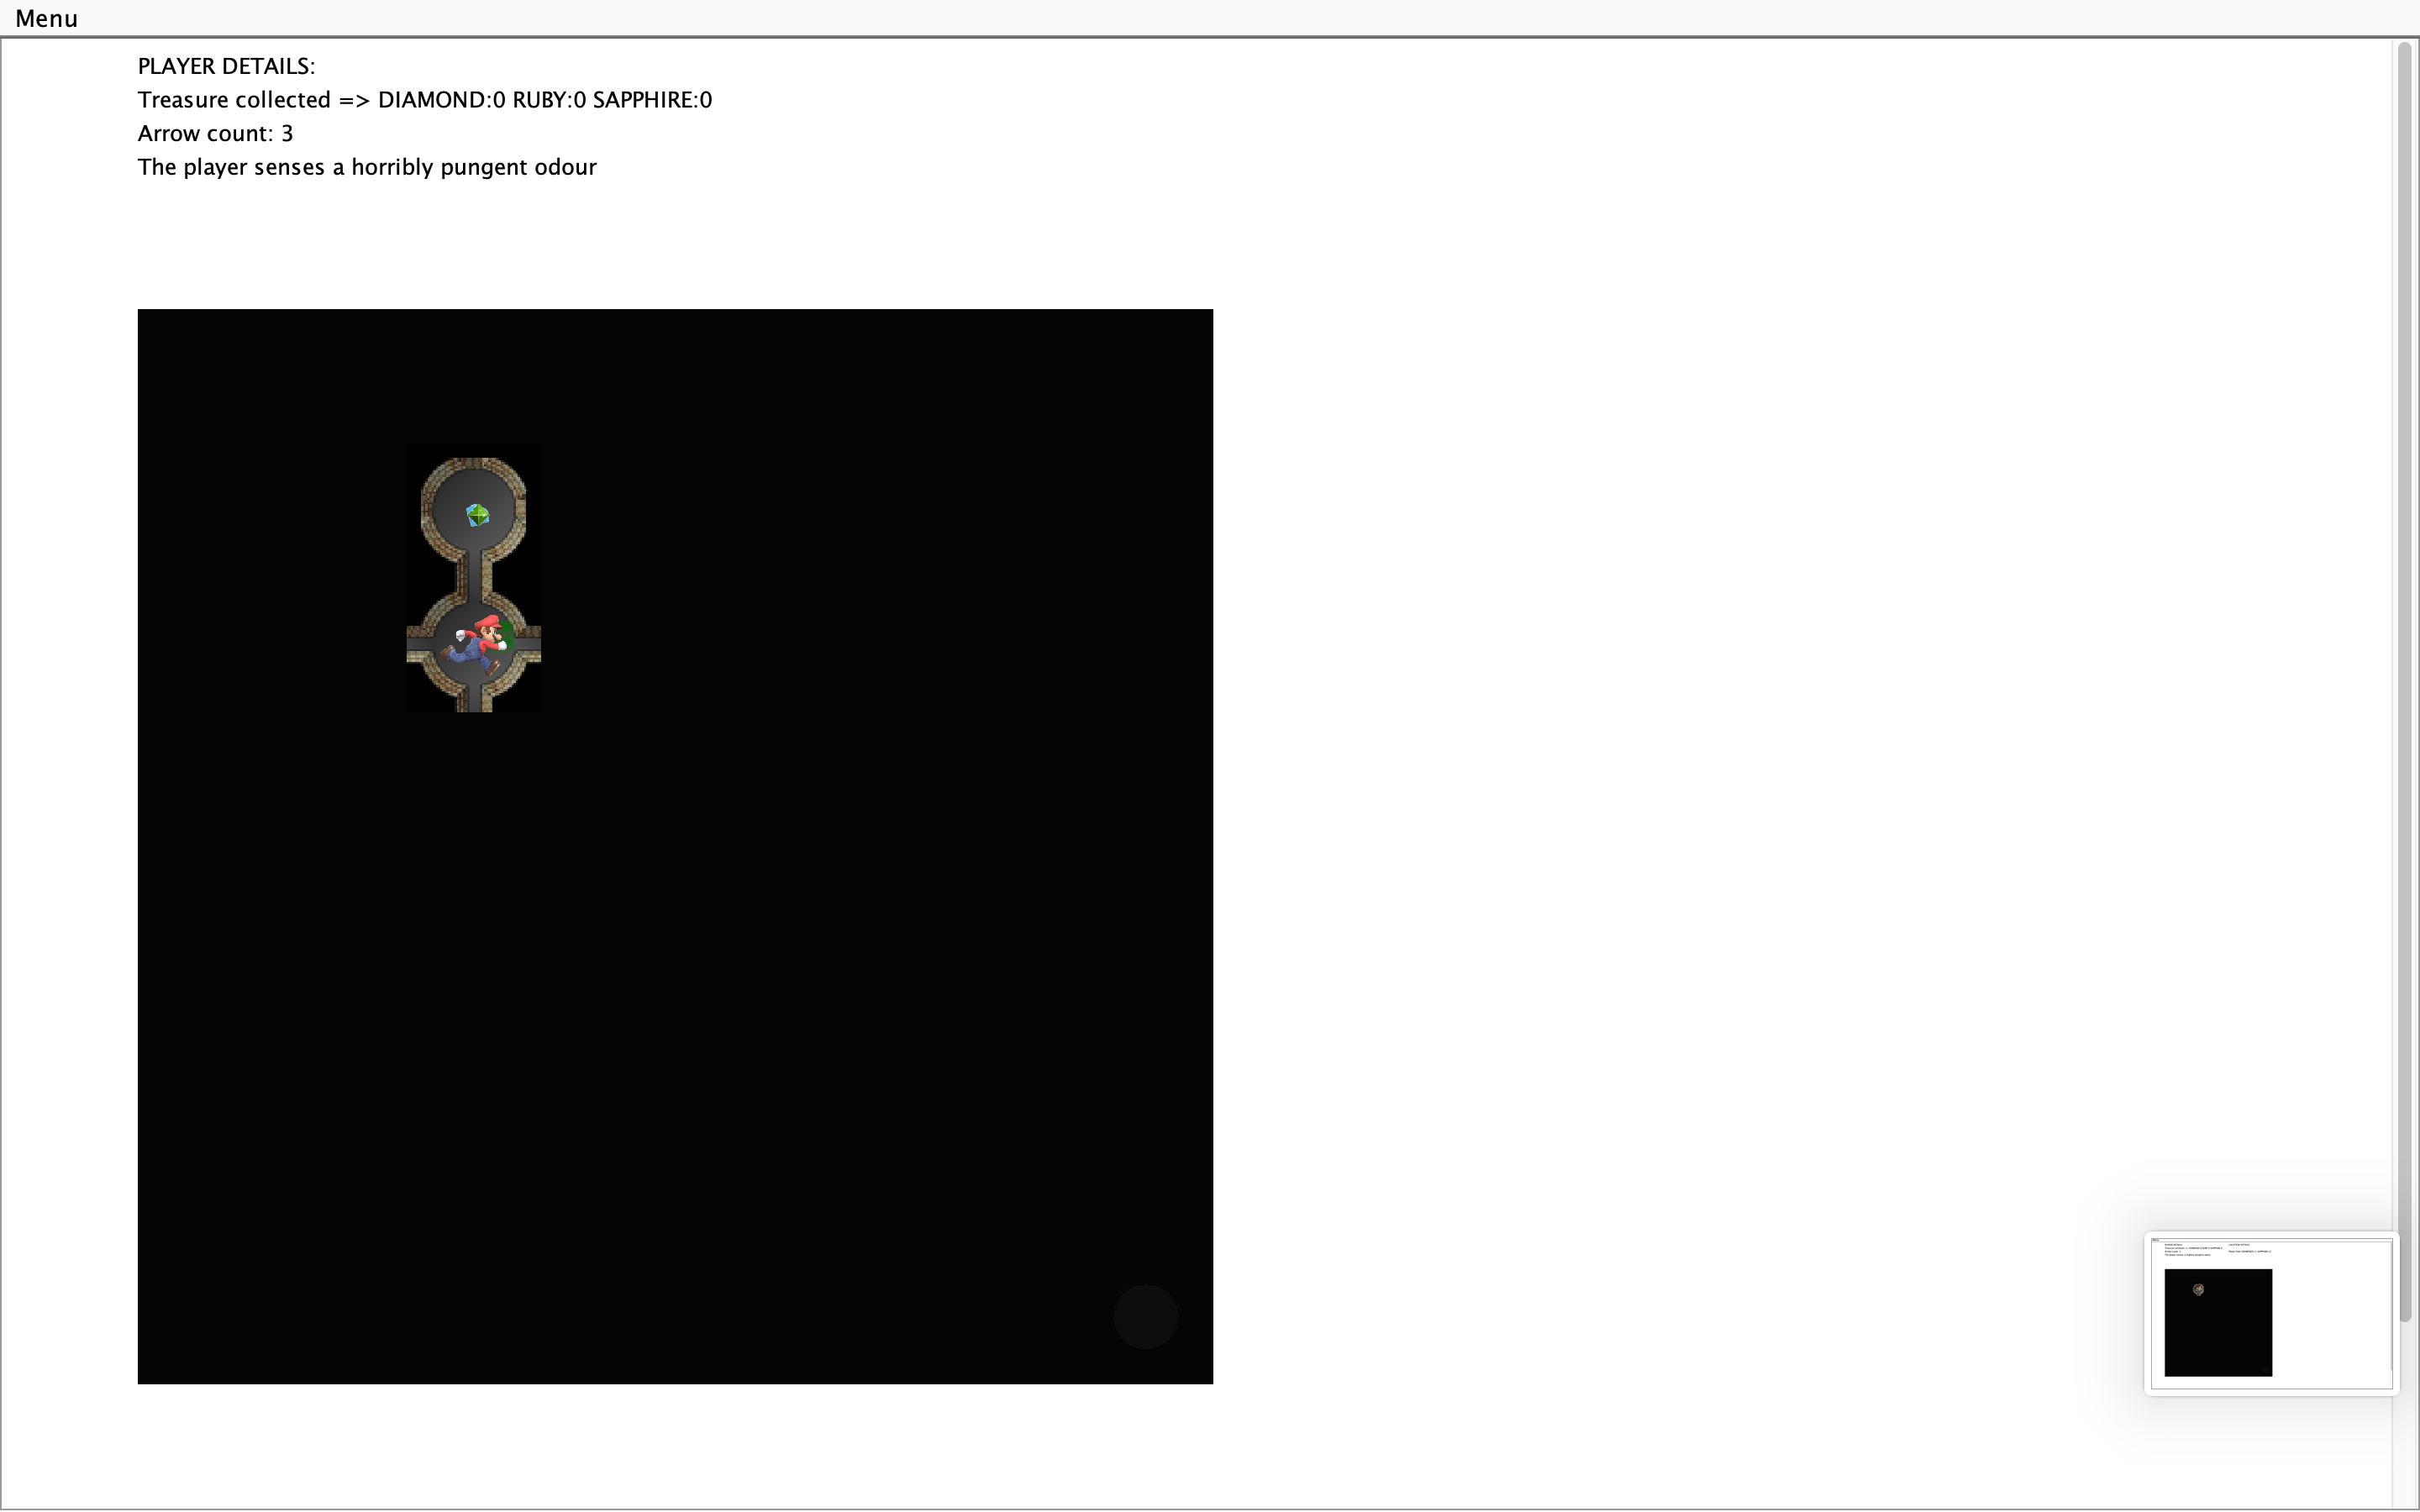 Menu
PLAYER DETAILS:
Treasure collected => DIAMOND:0 RUBY:0 SAPPHIRE:0
Arrow count: 3
The player senses a horribly pungent odour